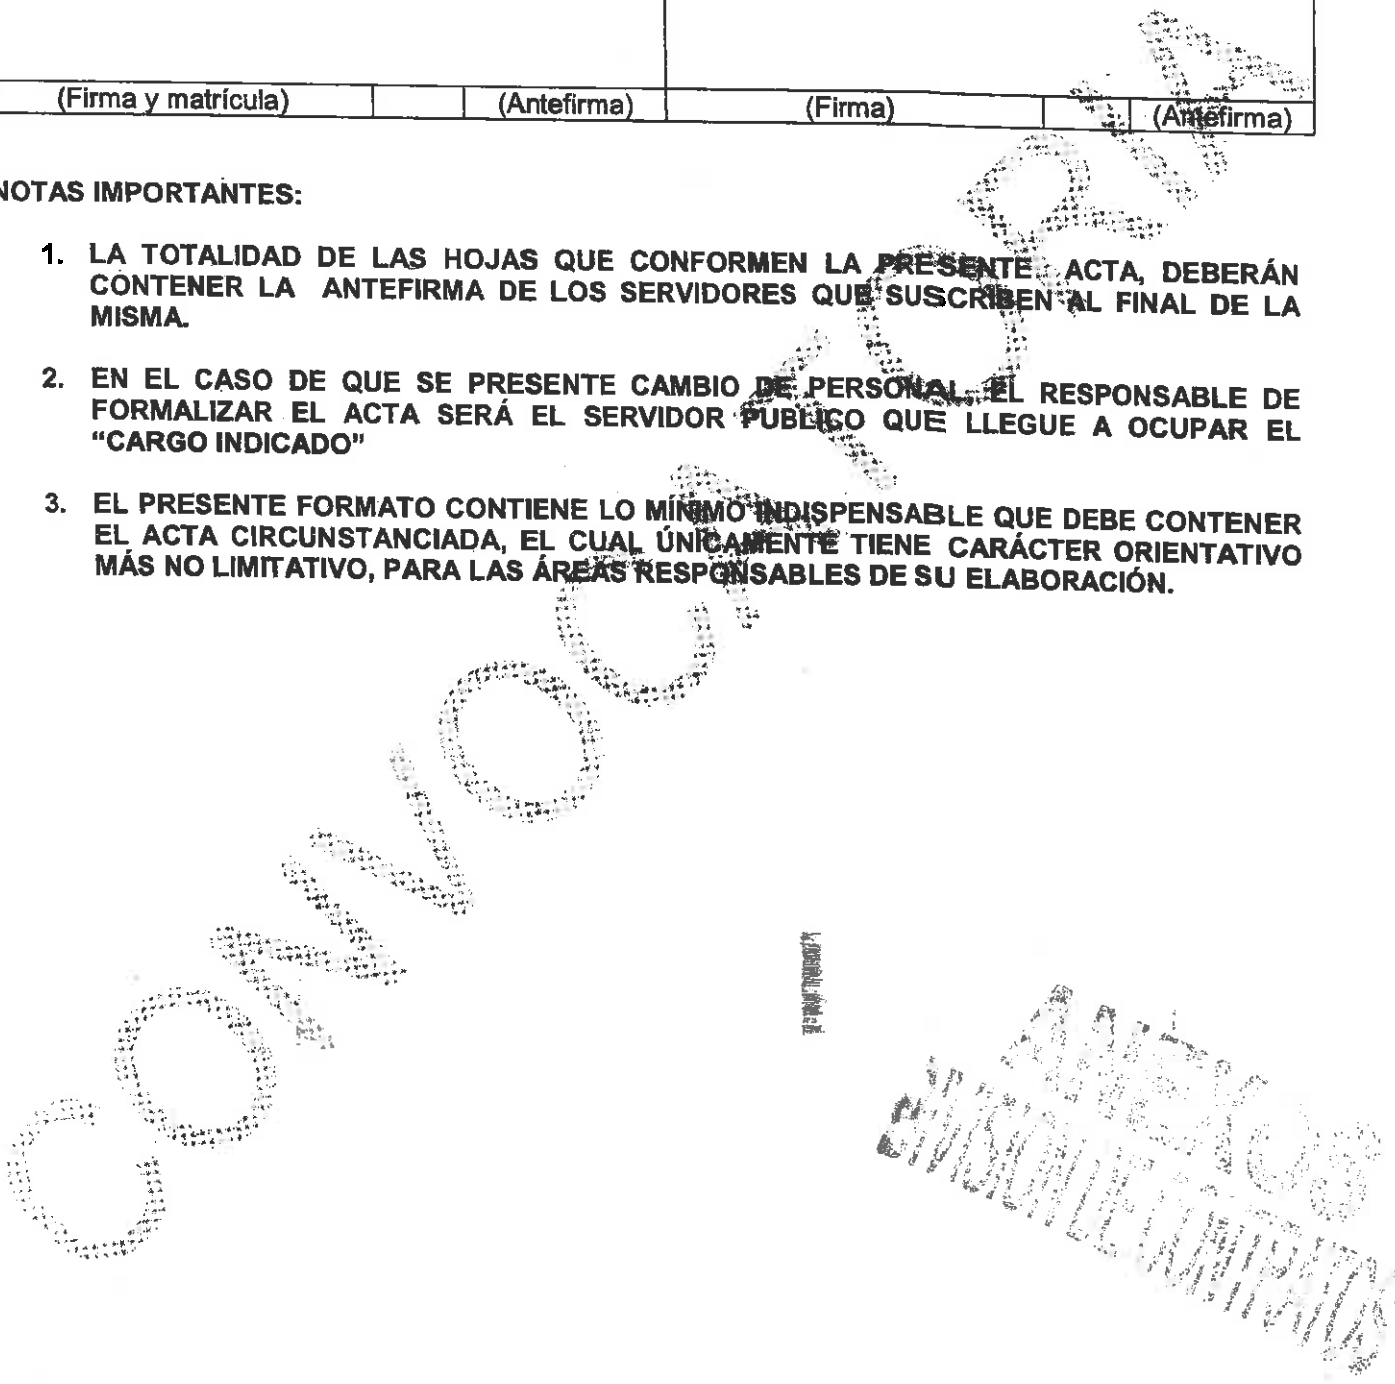 (Firma y matrícula) (Antefirma) (Firma) (Antefirma)
NOTAS IMPORTANTES:
1. LA TOTALIDAD DE LAS HOJAS QUE CONFORMEN LA PRESENTE ACTA, DEBERÁN
CONTENER LA ANTEFIRMA DE LOS SERVIDORES QUE SUSCRIBEN AL FINAL DE LA
MISMA.
2. EN EL CASO DE QUE SE PRESENTE CAMBIO DE PERSONAL, EL RESPONSABLE DE
FORMALIZAR EL ACTA SERÁ EL SERVIDOR PUBLICO QUE LLEGUE A OCUPAR EL
“CARGO INDICADO”
3. EL PRESENTE FORMATO CONTIENE LO MÍNIMO INDISPENSABLE QUE DEBE CONTENER
EL ACTA CIRCUNSTANCIADA, EL CUAL ÚNICAMENTE TIENE CARÁCTER ORIENTATIVO
MÁS NO LIMITATIVO, PARA LAS ÁREAS RESPONSABLES DE SU ELABORACIÓN.
CONVOCATORIA
ANEXOS
DIVISIÓN DE CONTRATOS